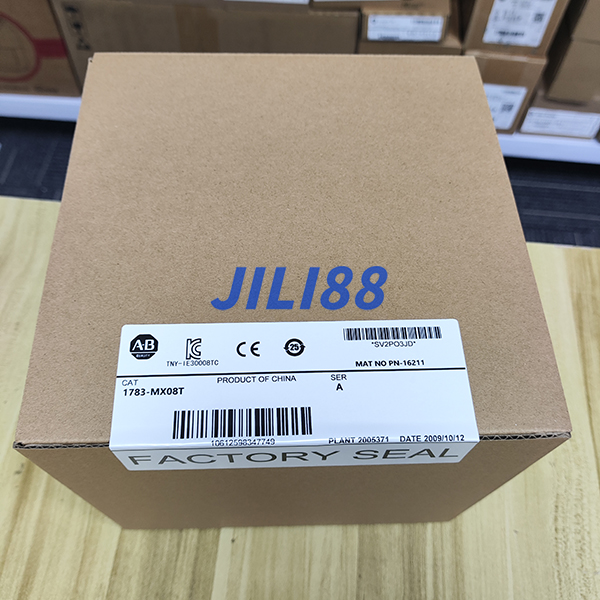 JILI88
A·B
QUALITY
TNY-IE30008TC
CE
25
*SV2PO3JD*
MAT NO PN-16211
CAT
1783-MX08T
PRODUCT OF CHINA
SER
A
10612598347749
PLANT 2005371 DATE 2009/10/12
FACTORY SEAL